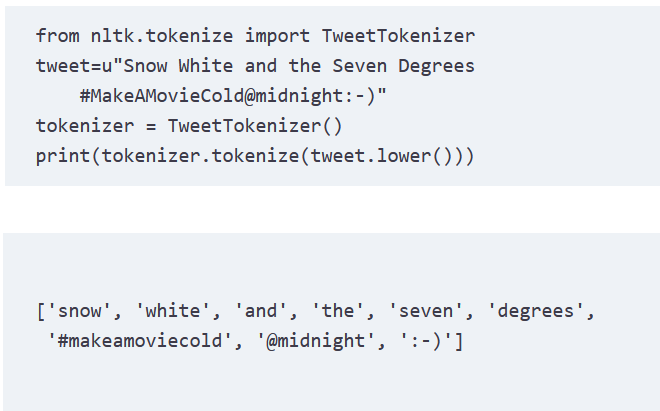 from nltk.tokenize import TweetTokenizer
tweet=u"Snow White and the Seven Degrees
    #MakeAMovieCold@midnight:-)"
tokenizer = TweetTokenizer()
print(tokenizer.tokenize(tweet.lower()))
['snow', 'white', 'and', 'the', 'seven', 'degrees',
 '#makeamoviecold', '@midnight', ':-)']